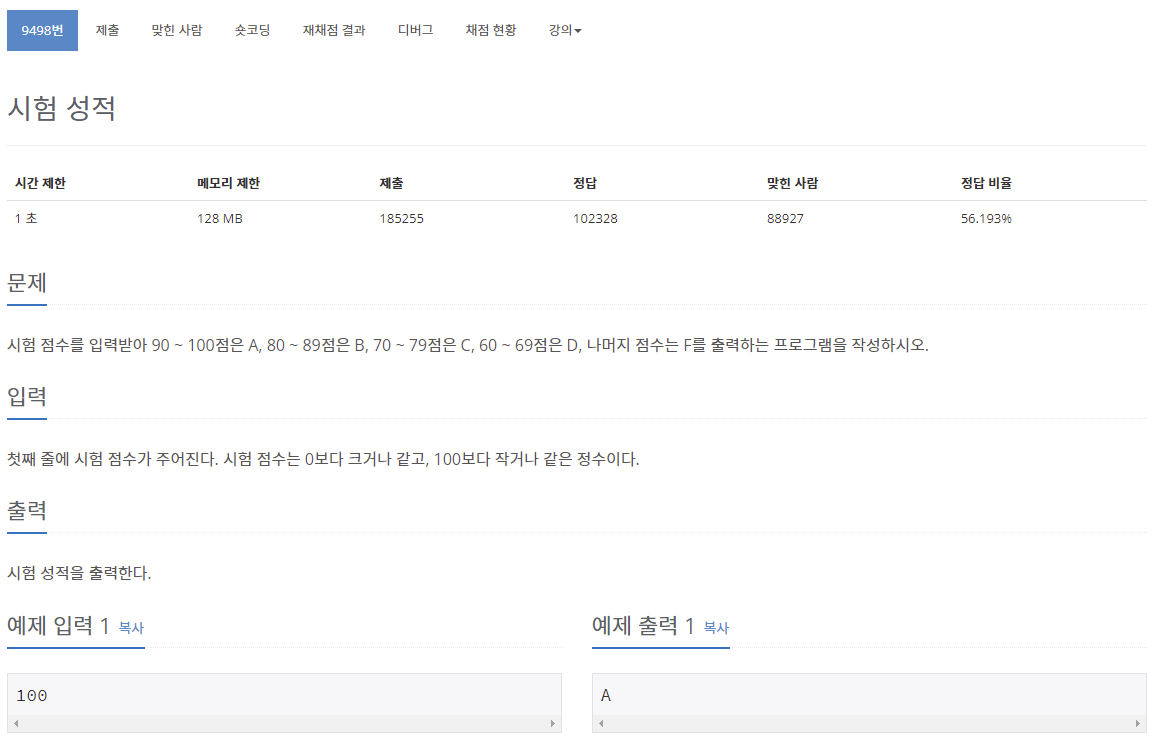 9498번 제출 맞힌 사람 숏코딩 재채점 결과 디버그 채점 현황 강의
시험 성적
시간 제한 메모리 제한 제출 정답 맞힌 사람 정답 비율
1 초 128 MB 185255 102328 88927 56.193%
문제
시험 점수를 입력받아 90 ~ 100점은 A, 80 ~ 89점은 B, 70 ~ 79점은 C, 60 ~ 69점은 D, 나머지 점수는 F를 출력하는 프로그램을 작성하시오.
입력
첫째 줄에 시험 점수가 주어진다. 시험 점수는 0보다 크거나 같고, 100보다 작거나 같은 정수이다.
출력
시험 성적을 출력한다.
예제 입력 1 복사
100
예제 출력 1 복사
A